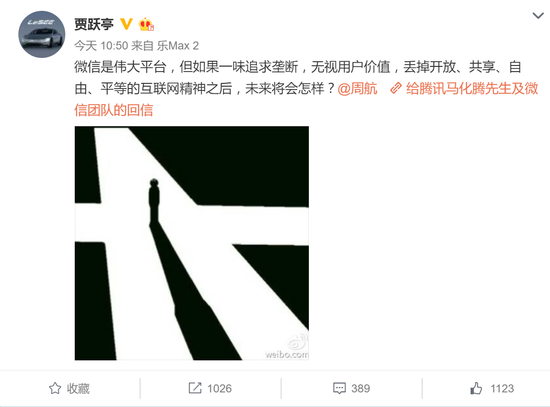 LeSEE
贾跃亭
今天 10:50 来自 乐Max 2
微信是伟大平台，但如果一味追求垄断，无视用户价值，丢掉开放、共享、自
由、平等的互联网精神之后，未来将会怎样？@周航 给腾讯马化腾先生及微
信团队的回信
weibo.com
收藏 1026 389 1123